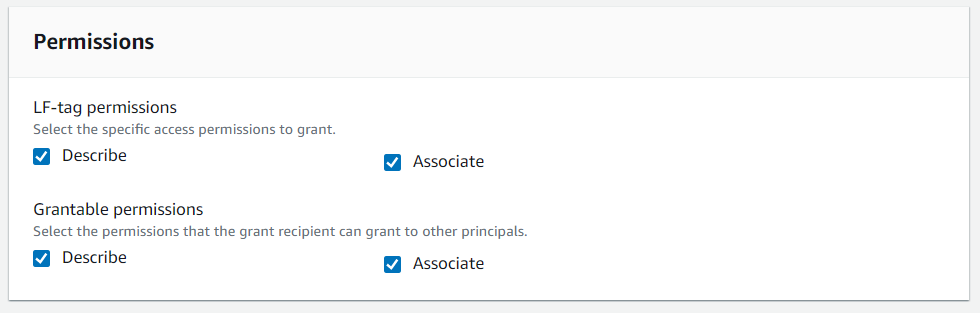 Permissions
LF-tag permissions
Select the specific access permissions to grant.
Describe
Associate
Grantable permissions
Select the permissions that the grant recipient can grant to other principals.
Describe
Associate